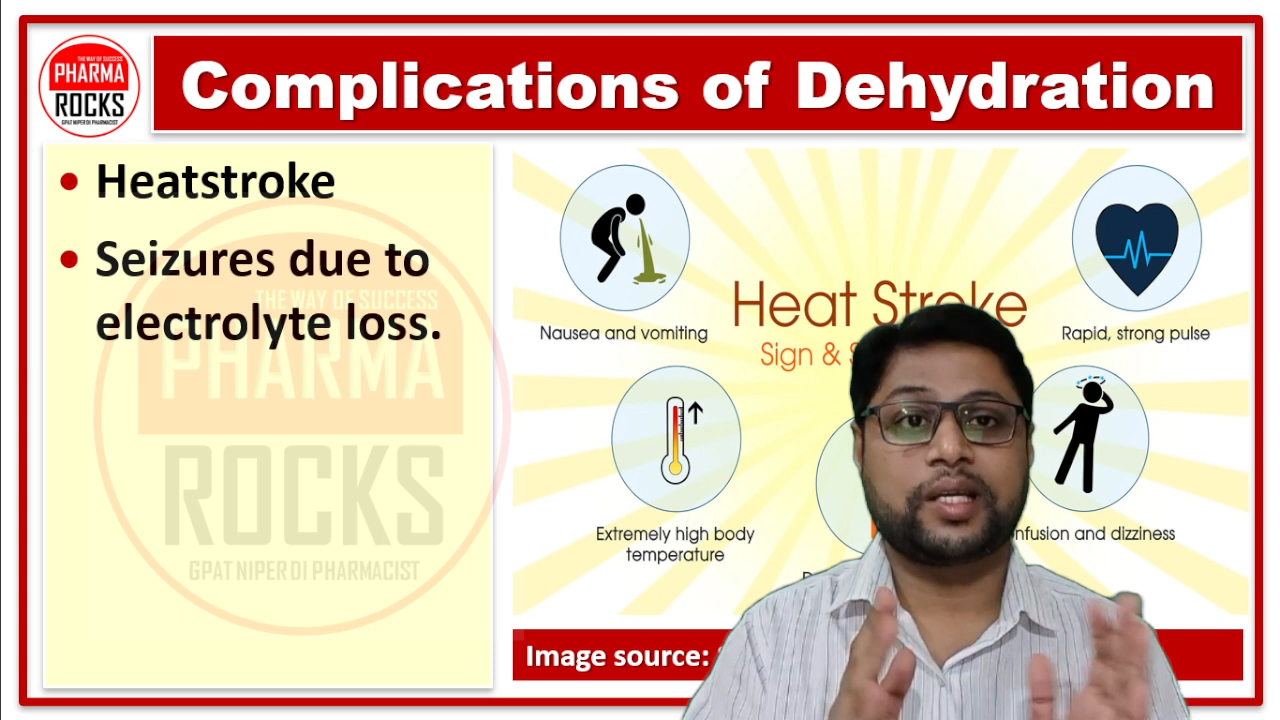 THE WAY OF SUCCESS
PHARMA
ROCKS
GPAT NIPER DI PHARMACIST
Complications of Dehydration
• Heatstroke
• Seizures due to
electrolyte loss.
THE WAY OF SUCCESS
PHARMA
ROCKS
GPAT NIPER DI PHARMACIST
Heat Stroke
Sign &
Nausea and vomiting
Rapid, strong pulse
Extremely high body
temperature
and dizziness
Image source: